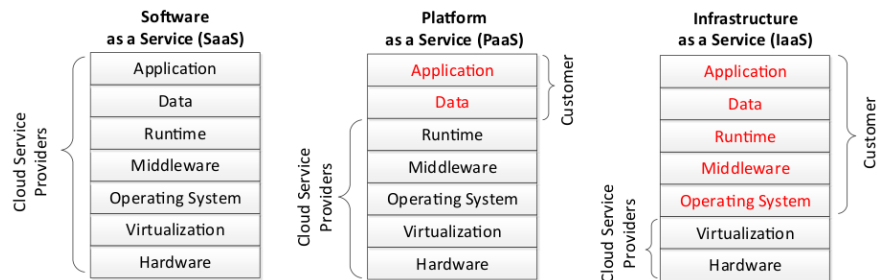 Software
as a Service (SaaS)
Cloud Service
Providers
Application
Data
Runtime
Middleware
Operating System
Virtualization
Hardware
Platform
as a Service (PaaS)
Application
Data
Customer
Cloud Service
Providers
Runtime
Middleware
Operating System
Virtualization
Hardware
Infrastructure
as a Service (IaaS)
Application
Data
Runtime
Middleware
Operating System
Customer
Cloud Service
Providers
Virtualization
Hardware